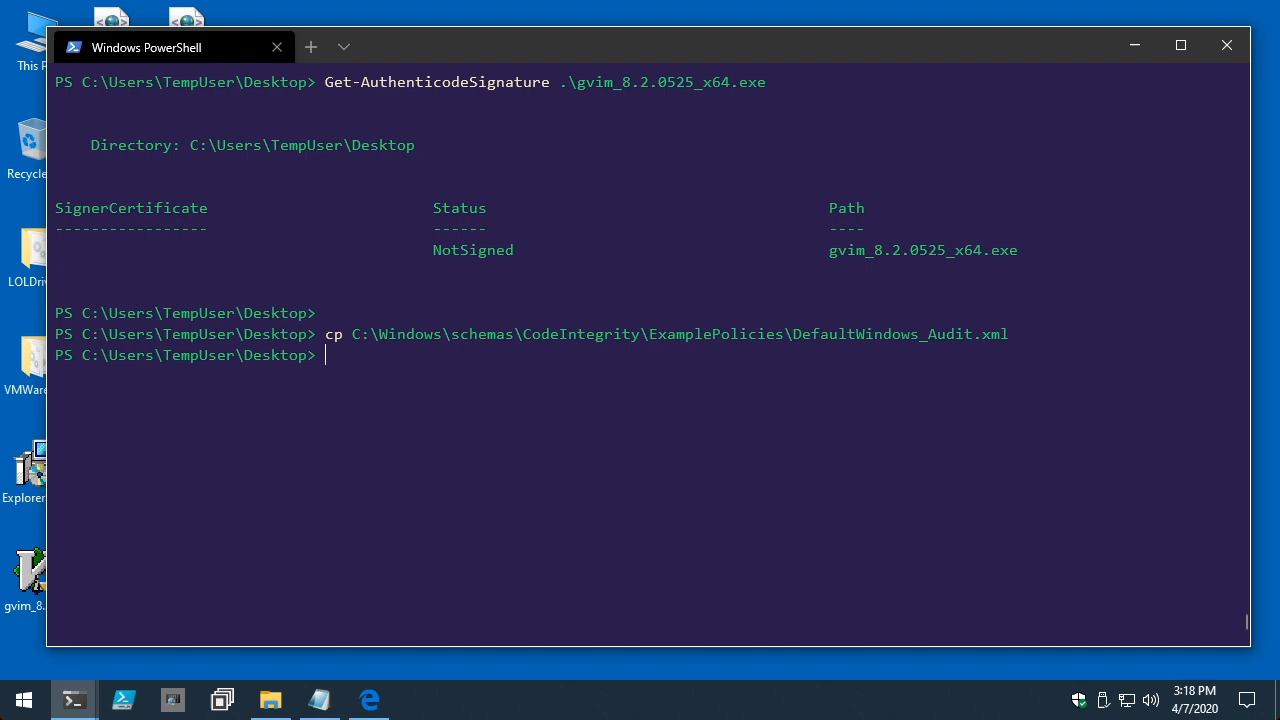 This P
Recycle
LOLDriv
VMWare
Explorer
gvim_8.
Windows PowerShell
PS C:\Users\TempUser\Desktop> Get-AuthenticodeSignature .\gvim_8.2.0525_x64.exe
Directory: C:\Users\TempUser\Desktop
SignerCertificate Status Path
----------------- ------ ----
NotSigned gvim_8.2.0525_x64.exe
PS C:\Users\TempUser\Desktop>
PS C:\Users\TempUser\Desktop> cp C:\Windows\schemas\CodeIntegrity\ExamplePolicies\DefaultWindows_Audit.xml
PS C:\Users\TempUser\Desktop>
3:18 PM
4/7/2020